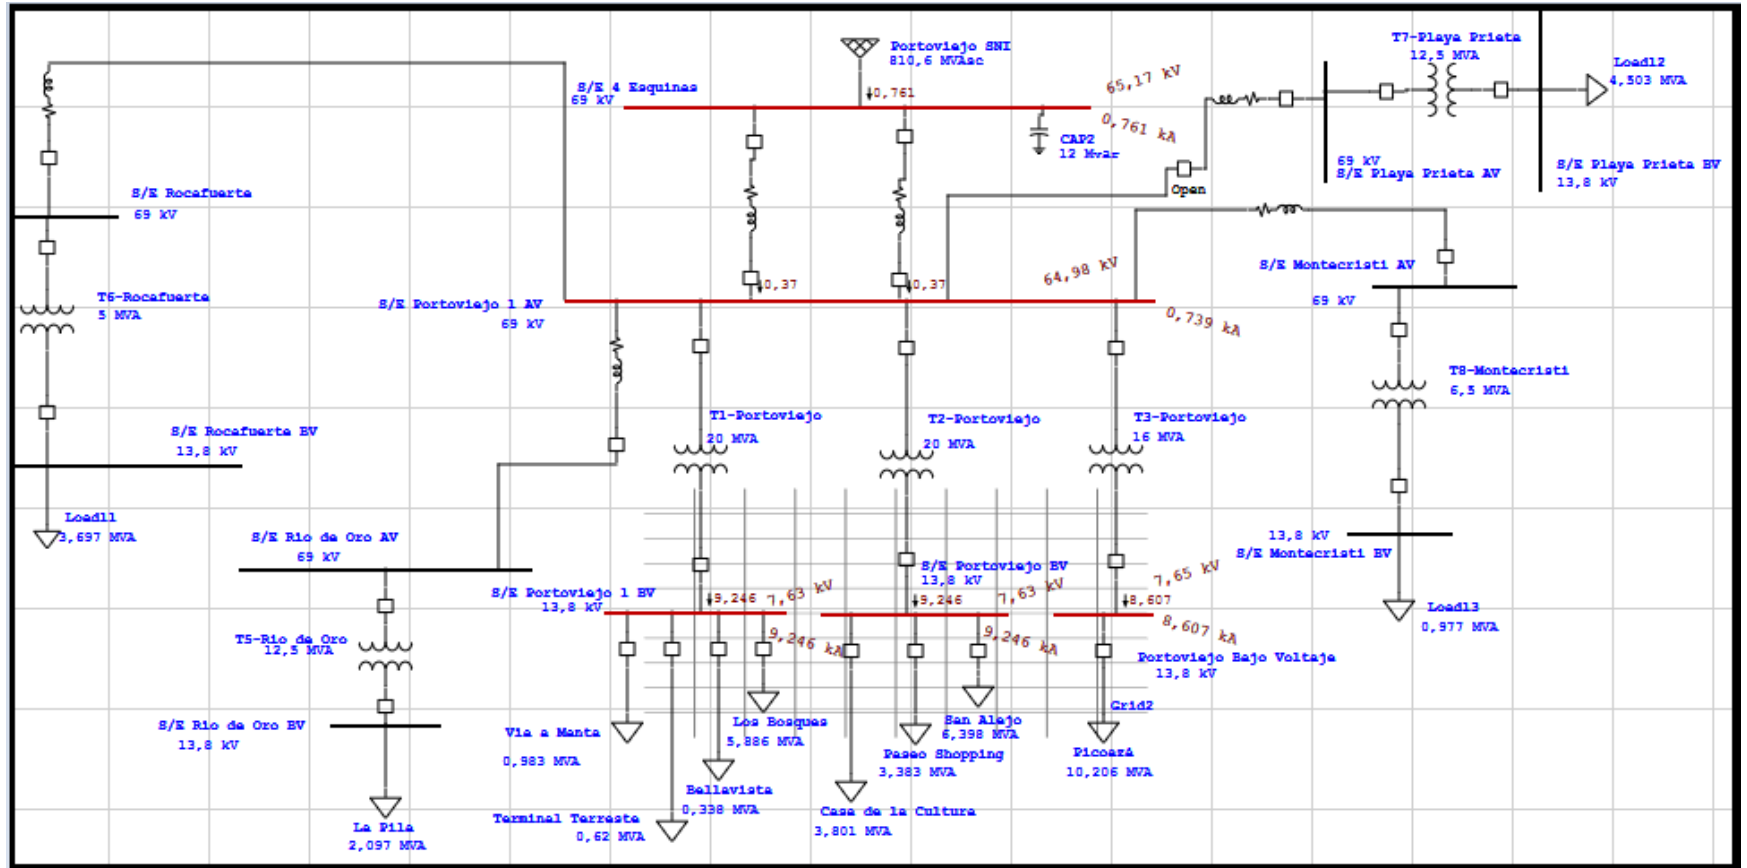 Portoviejo SNI
810,6 MVAsc
T7-Playa Prieta
12,5 MVA
Load12
4,503 MVA
S/E 4 Esquinas
69 kV
0,761
65,17 kV
0,761 kA
CAP2
12 Mvar
69 kV
S/E Playa Prieta AV
S/E Playa Prieta BV
13,8 kV
Open
S/E Rocafuerte
69 kV
S/E Montecristi AV
69 kV
64,98 kV
0,37
0,37
0,739 kA
T6-Rocafuerte
5 MVA
S/E Portoviejo 1 AV
69 kV
T8-Montecristi
6,5 MVA
T1-Portoviejo
20 MVA
T2-Portoviejo
20 MVA
T3-Portoviejo
16 MVA
S/E Rocafuerte BV
13,8 kV
Load11
3,697 MVA
S/E Rio de Oro AV
69 kV
13,8 kV
S/E Montecristi BV
S/E Portoviejo 1 BV
13,8 kV
9,246
7,63 kV
9,246 kA
S/E Portoviejo BV
13,8 kV
9,246
7,63 kV
9,246 kA
7,65 kV
8,607
8,607 kA
Portoviejo Bajo Voltaje
13,8 kV
Load13
0,977 MVA
T5-Rio de Oro
12,5 MVA
S/E Rio de Oro BV
13,8 kV
Grid2
Via a Manta
0,983 MVA
Los Bosques
5,886 MVA
San Alejo
6,398 MVA
Paseo Shopping
3,383 MVA
Picoazá
10,206 MVA
Bellavista
0,338 MVA
Casa de la Cultura
3,801 MVA
Terminal Terreste
0,62 MVA
La Pila
2,097 MVA